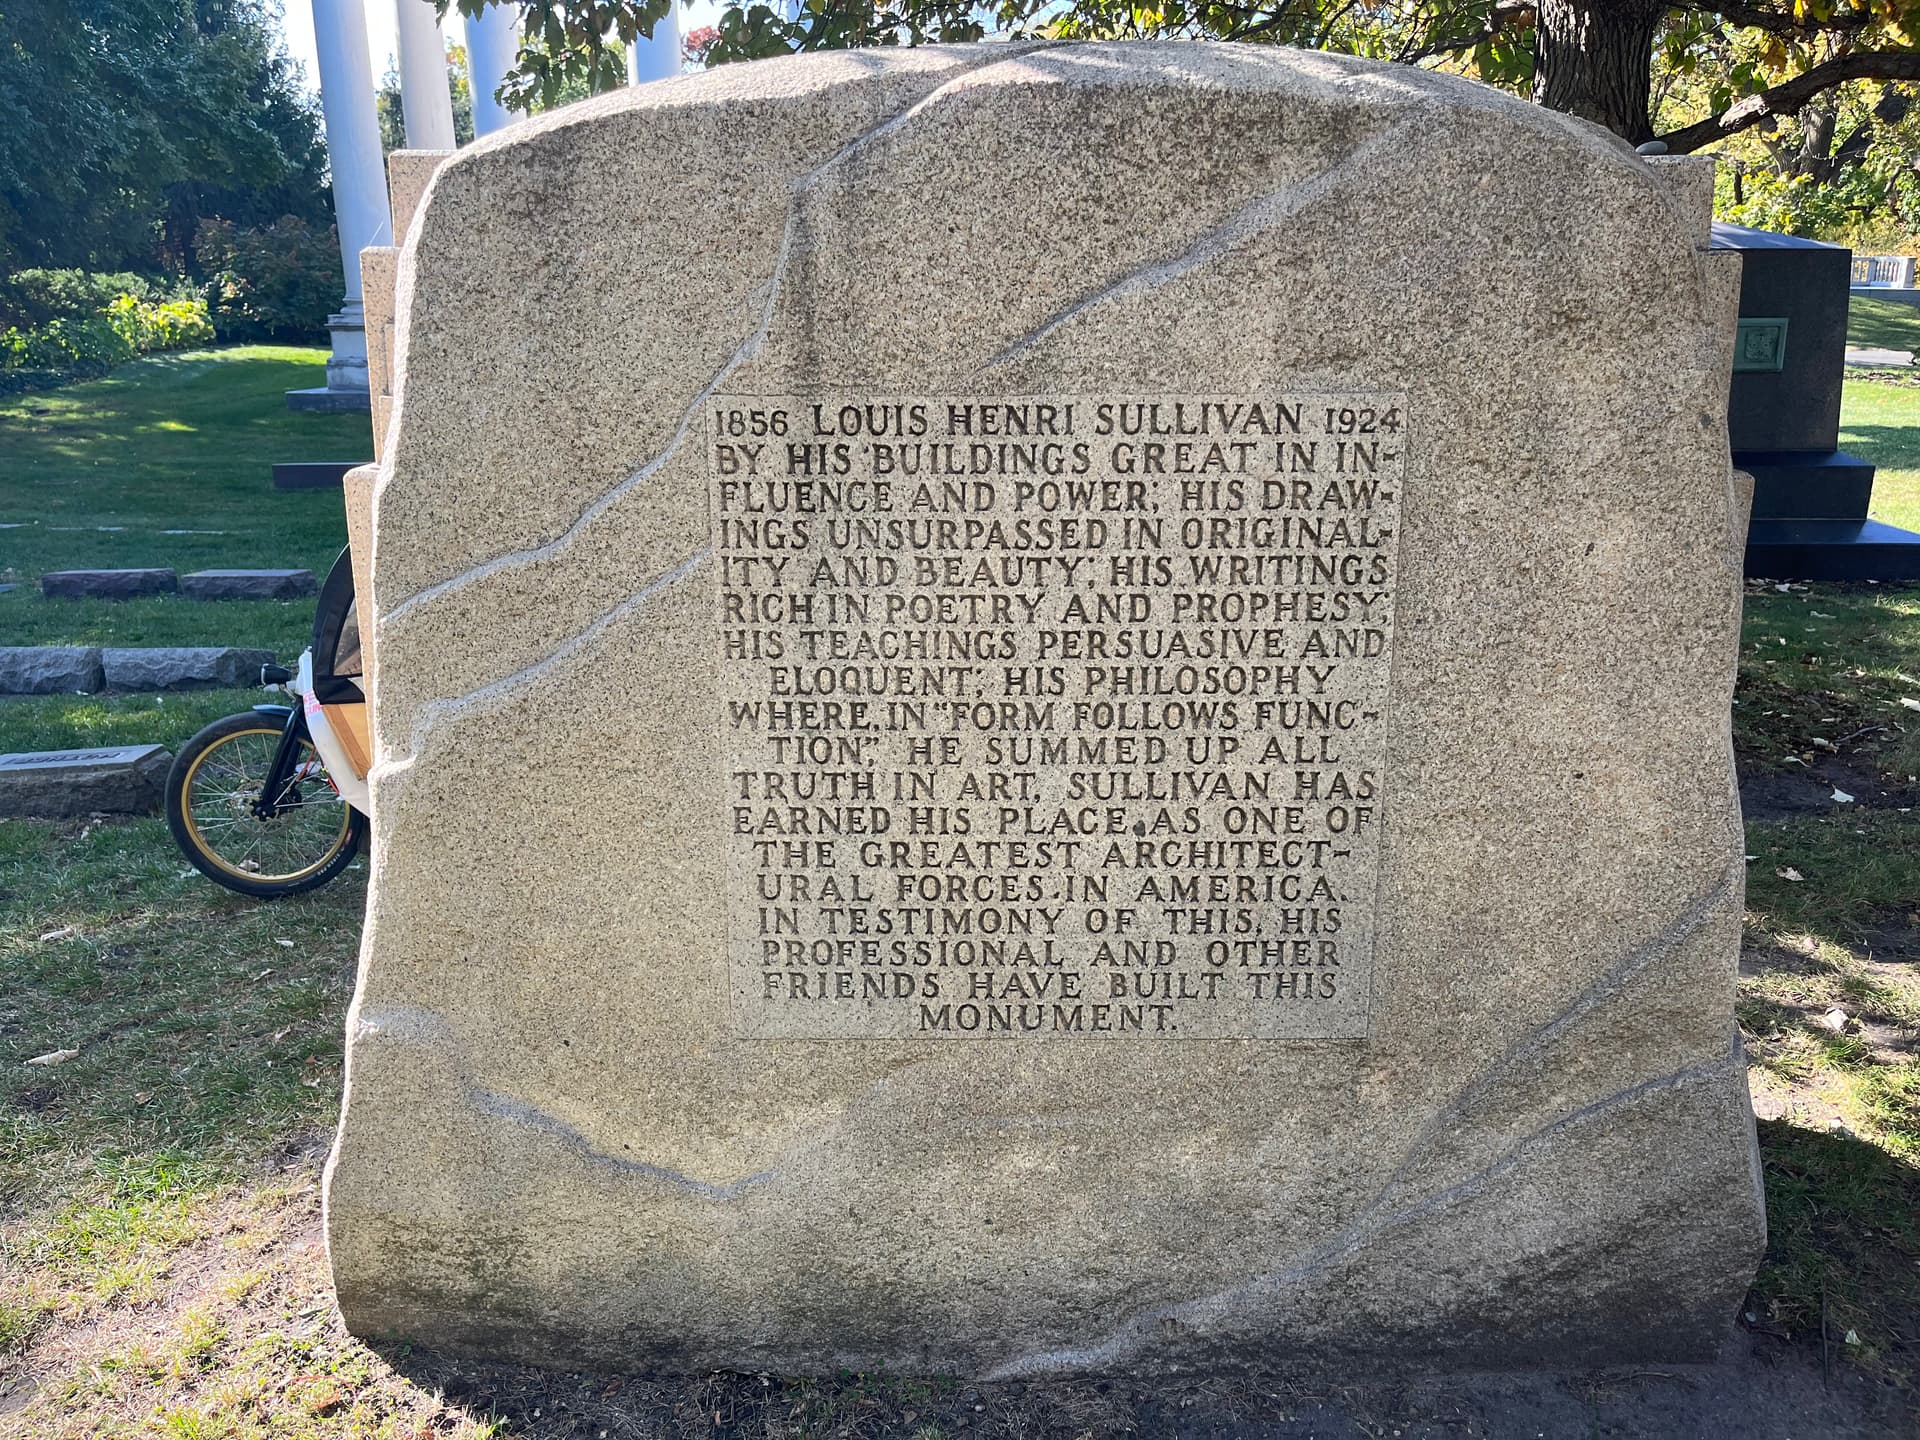 1856 LOUIS HENRI SULLIVAN 1924
BY HIS BUILDINGS GREAT IN IN-
FLUENCE AND POWER; HIS DRAW-
INGS UNSURPASSED IN ORIGINAL-
ITY AND BEAUTY; HIS WRITINGS
RICH IN POETRY AND PROPHESY;
HIS TEACHINGS PERSUASIVE AND
ELOQUENT; HIS PHILOSOPHY
WHERE, IN "FORM FOLLOWS FUNC-
TION", HE SUMMED UP ALL
TRUTH IN ART, SULLIVAN HAS
EARNED HIS PLACE AS ONE OF
THE GREATEST ARCHITECT-
URAL FORCES IN AMERICA.
IN TESTIMONY OF THIS, HIS
PROFESSIONAL AND OTHER
FRIENDS HAVE BUILT THIS
MONUMENT.